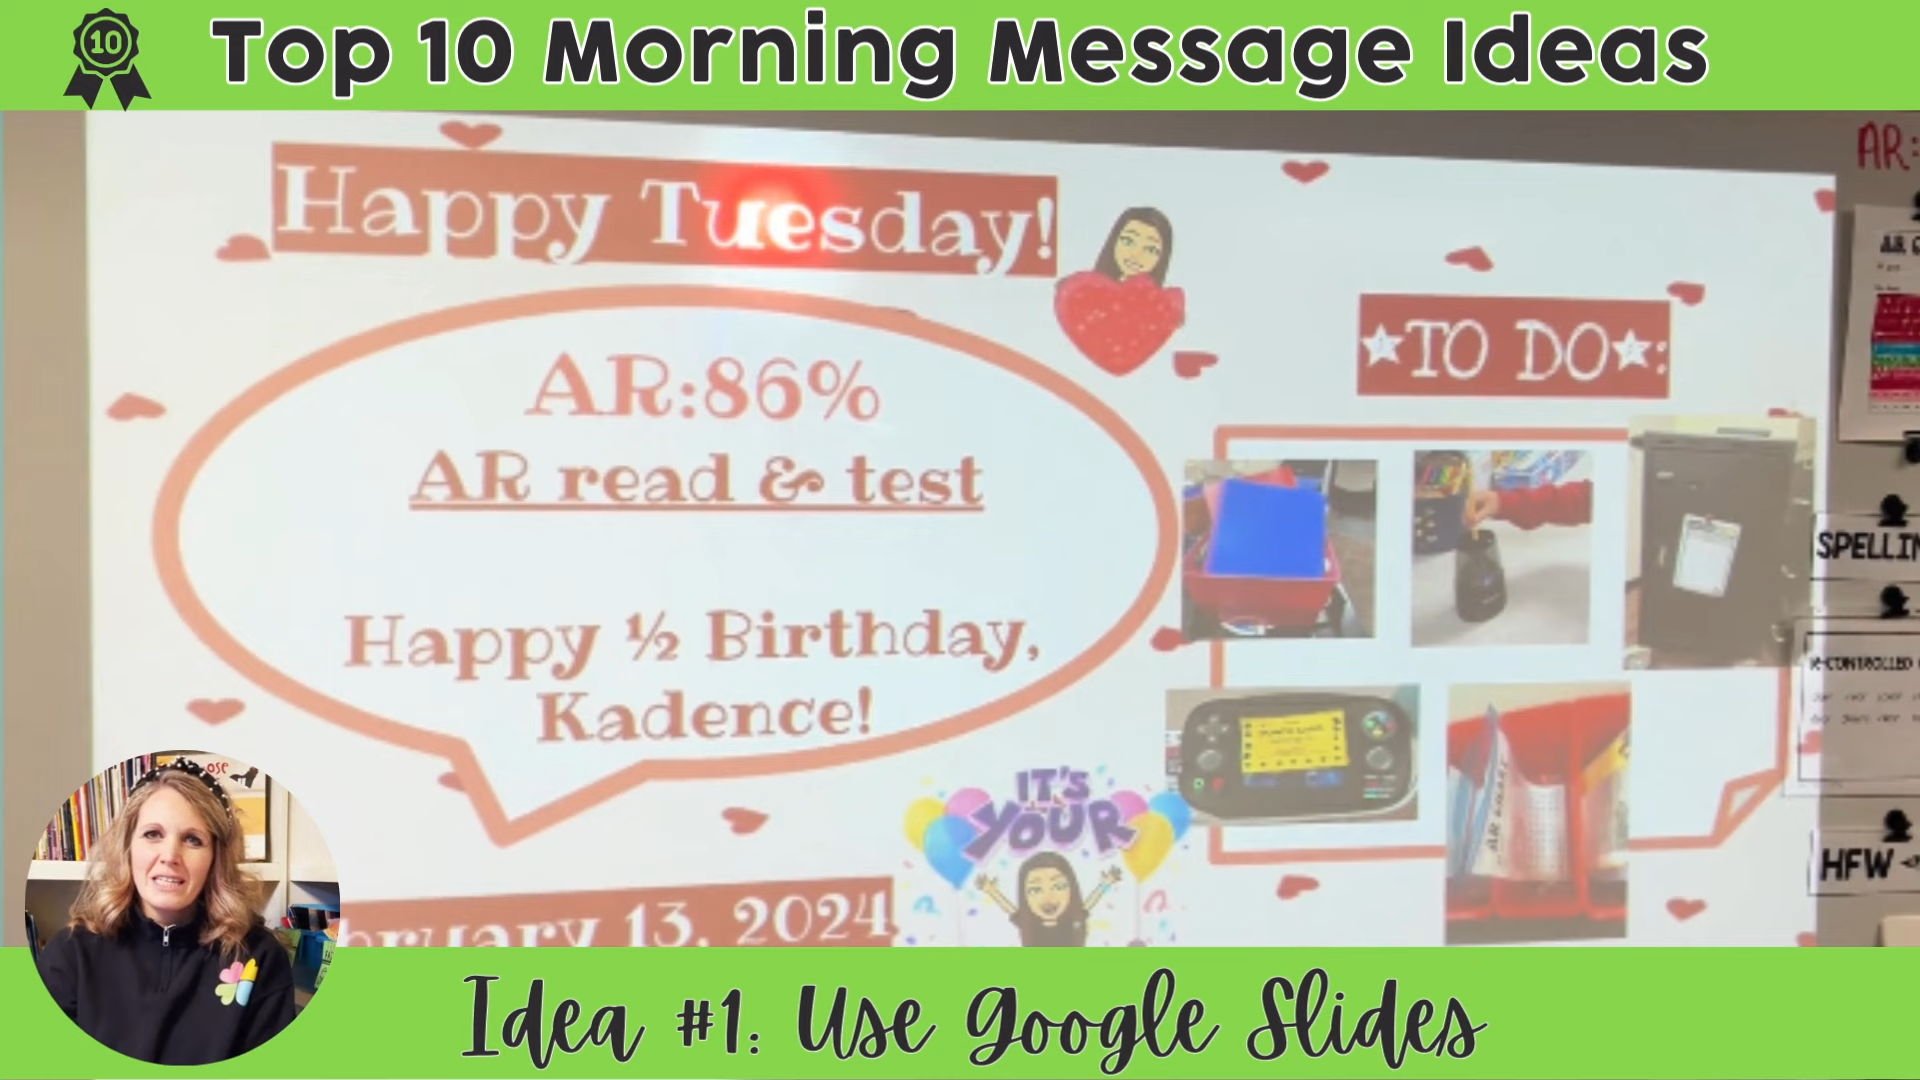 10
Top 10 Morning Message Ideas
Happy Tuesday!
AR:86%
AR read & test
Happy ½ Birthday,
Kadence!
IT'S
YOUR
13, 2024
TO DO:
AR:
SPELLIN
HFW
Idea #1: Use Google Slides